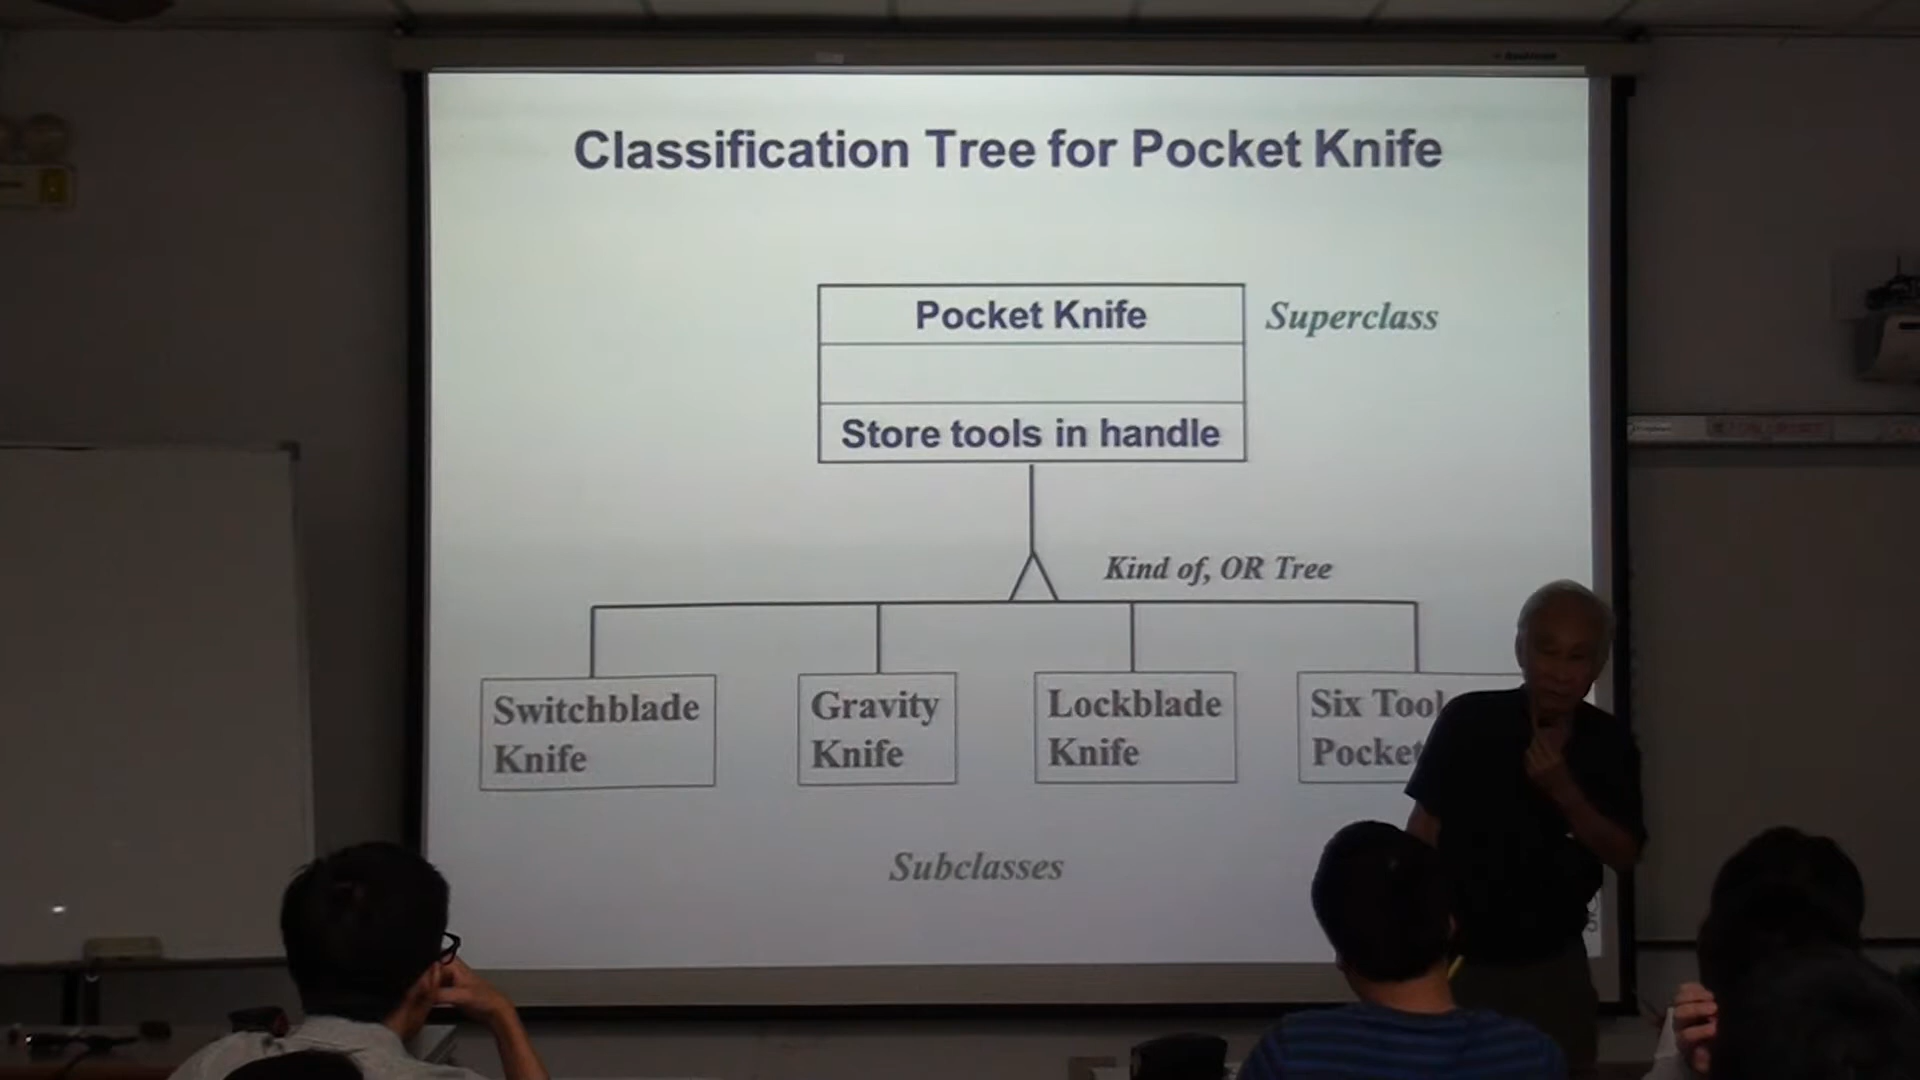 Classification Tree for Pocket Knife
Pocket Knife
Superclass
Store tools in handle
Kind of, OR Tree
Switchblade
Knife
Gravity
Knife
Lockblade
Knife
Six Tool
Pocket
Subclasses